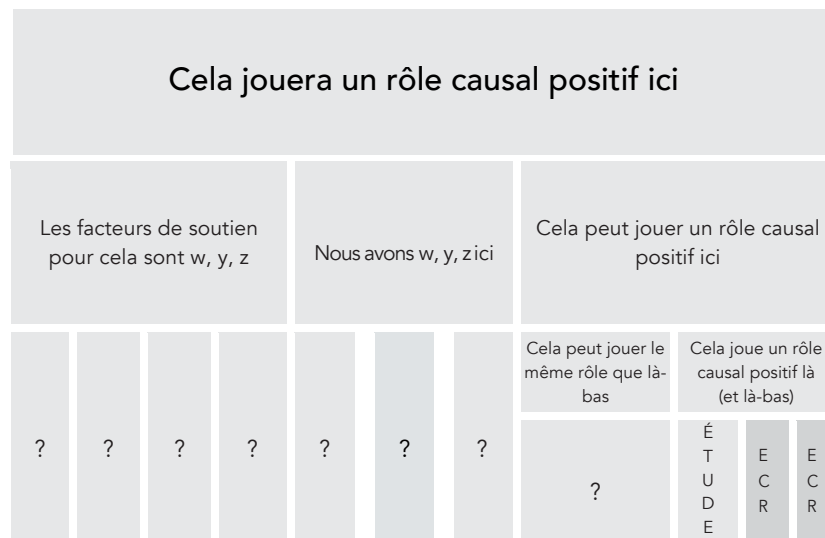 Cela jouera un rôle causal positif ici
Les facteurs de soutien
pour cela sont w, y, z
Nous avons w, y, z ici
Cela peut jouer un rôle causal
positif ici
Cela peut jouer le
même rôle que là-
bas
Cela joue un rôle
causal positif là
(et là-bas)
?
?
?
?
?
?
?
?
É
T
U
D
E
E
C
R
E
C
R